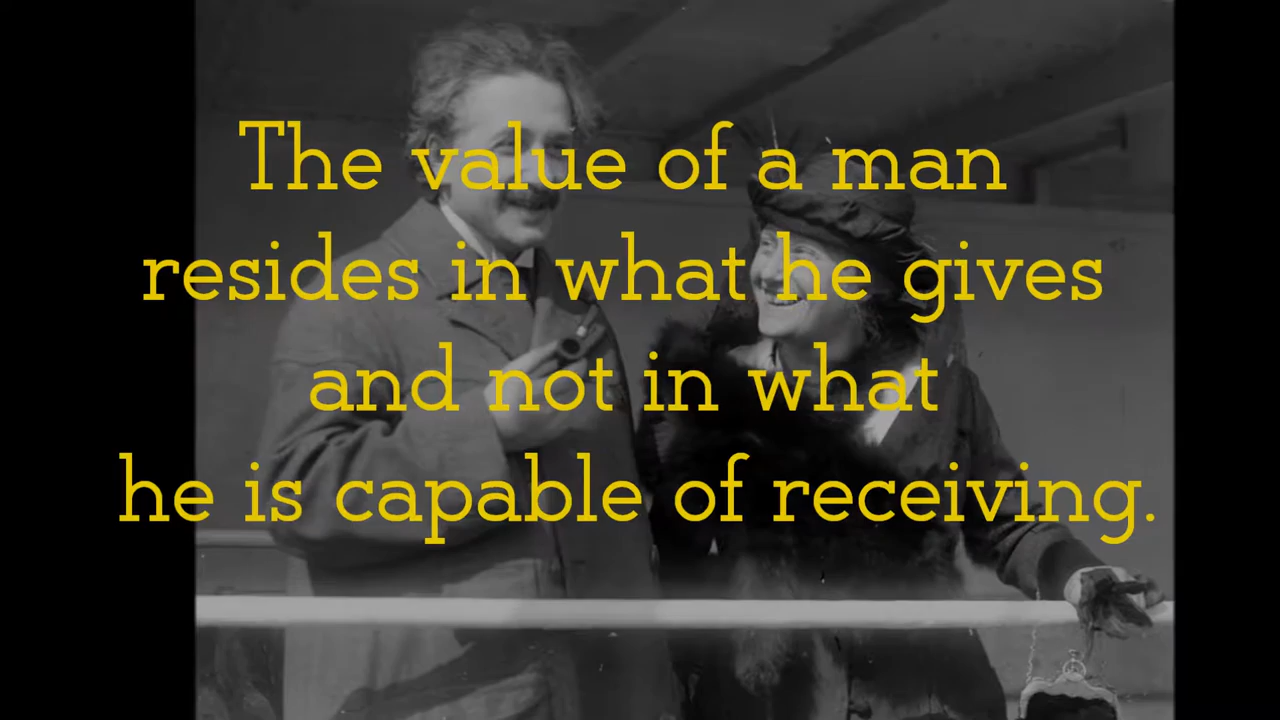 The value of a man
resides in what he gives
and not in what
he is capable of receiving.